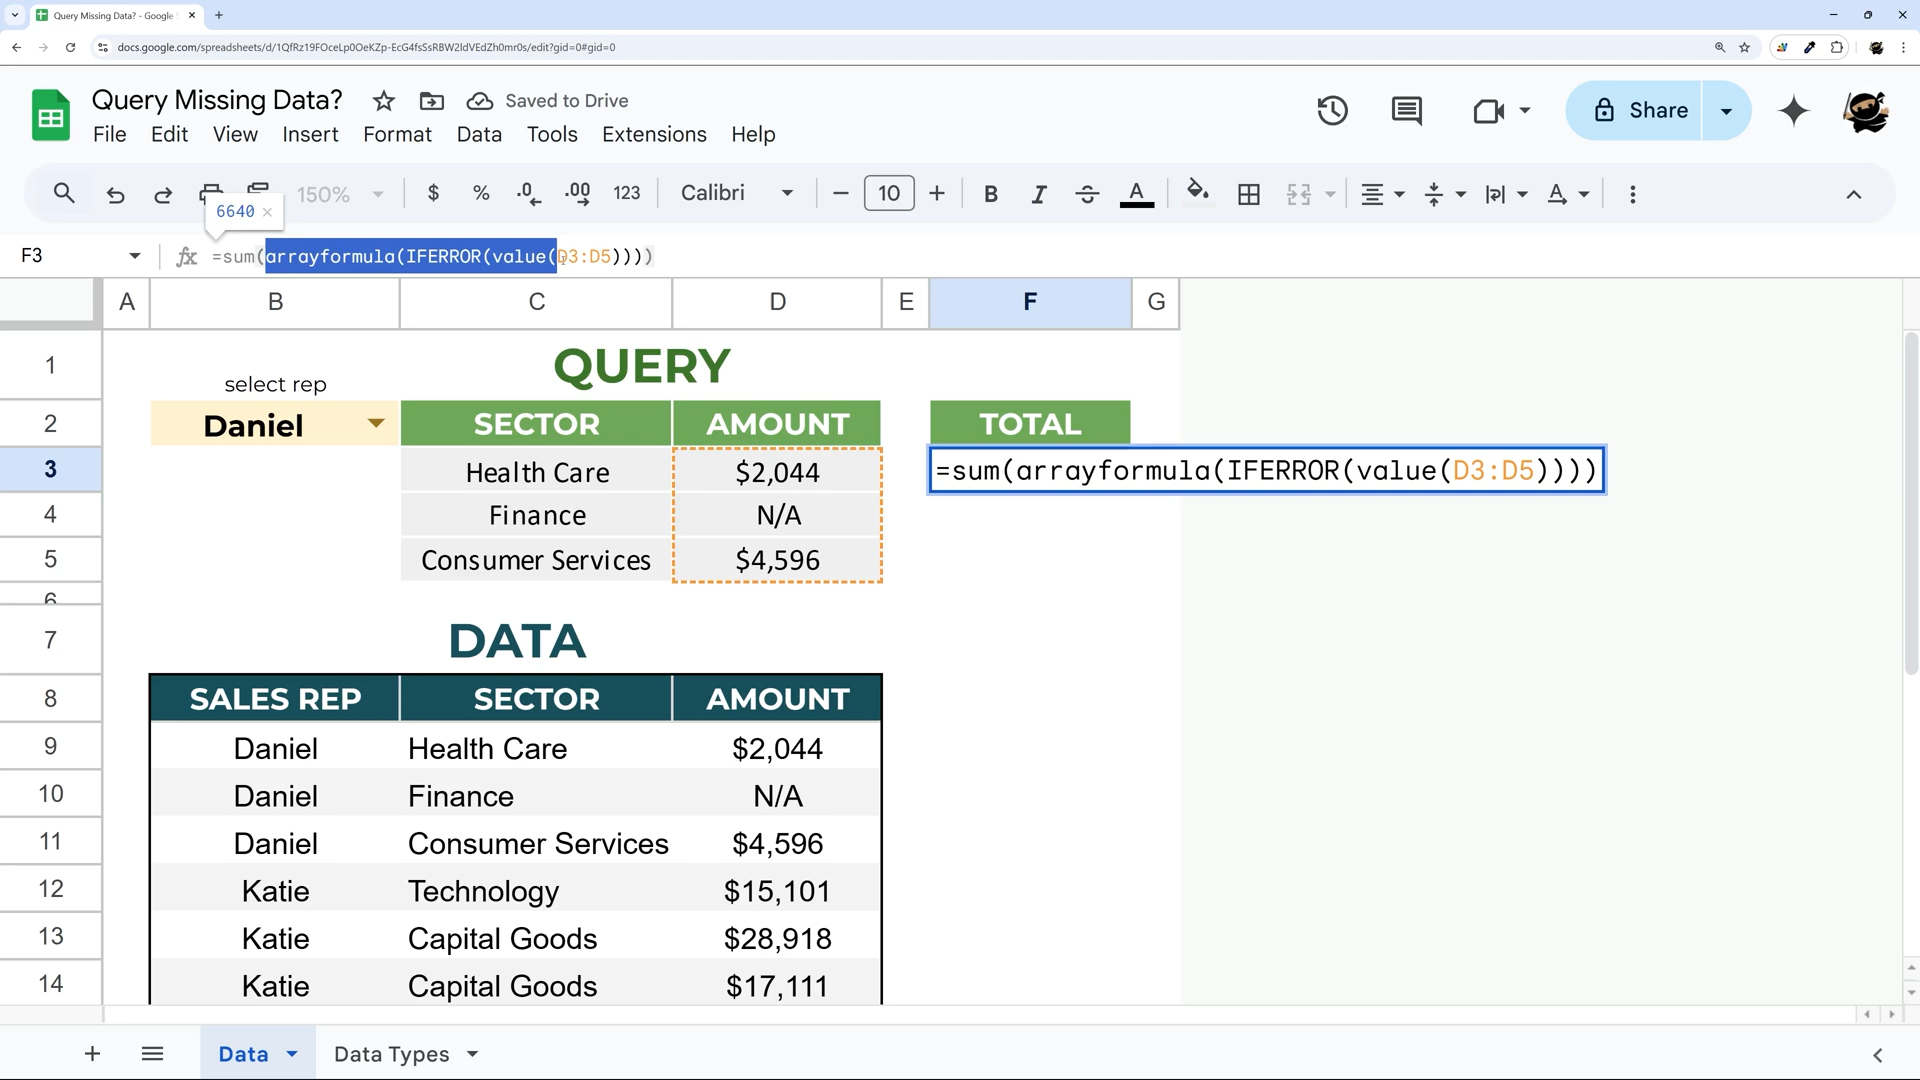 Query Missing Data? - Google S
docs.google.com/spreadsheets/d/1QfRz19FOceLp0OeKZp-EcG4fsSsRBW2ldVEdZh0mr0s/edit?gid=0#gid=0
Query Missing Data? Saved to Drive
File Edit View Insert Format Data Tools Extensions Help
Share
150% $ % .0 .00 123 Calibri 10 B I S A
6640 ×
F3 fx =sum(arrayformula(IFERROR(value(D3:D5))))
A B C D E F G
1 select rep QUERY
2 Daniel SECTOR AMOUNT TOTAL
3 Health Care $2,044 =sum(arrayformula(IFERROR(value(D3:D5))))
4 Finance N/A
5 Consumer Services $4,596
6
7 DATA
8 SALES REP SECTOR AMOUNT
9 Daniel Health Care $2,044
10 Daniel Finance N/A
11 Daniel Consumer Services $4,596
12 Katie Technology $15,101
13 Katie Capital Goods $28,918
14 Katie Capital Goods $17,111
Data Data Types